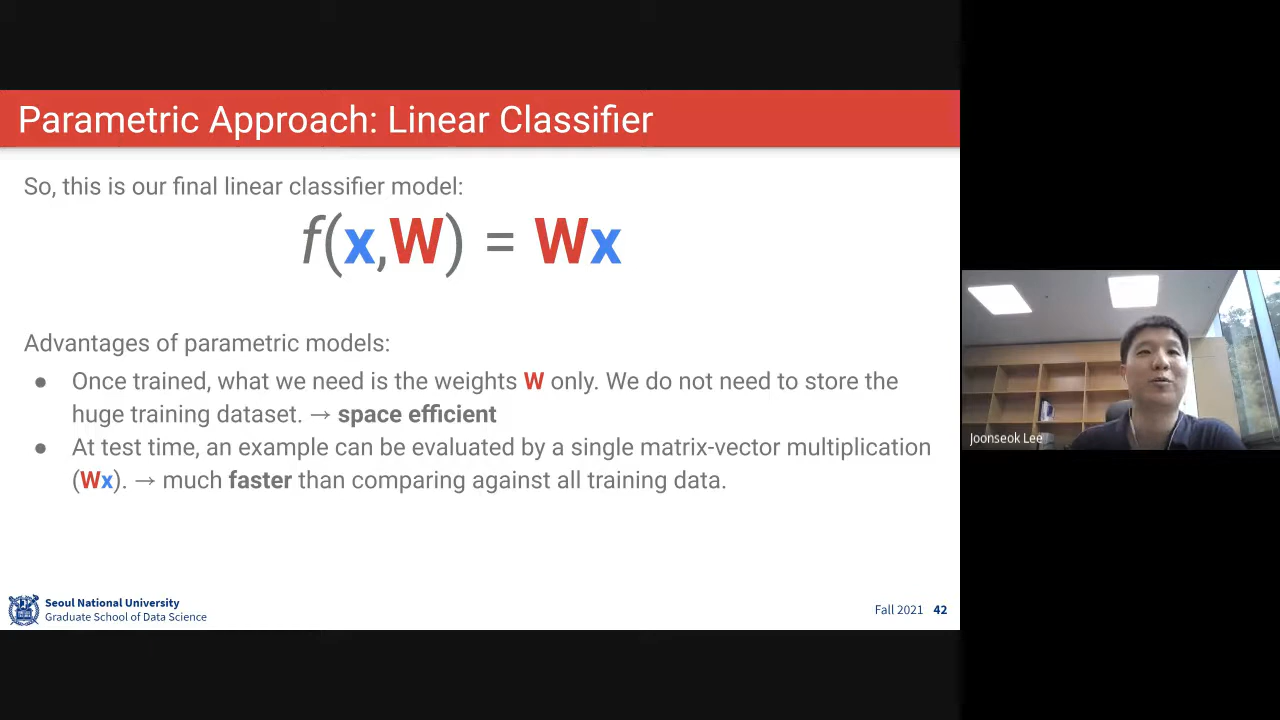 Parametric Approach: Linear Classifier
So, this is our final linear classifier model:
f(x,W) = Wx
Advantages of parametric models:
● Once trained, what we need is the weights W only. We do not need to store the
huge training dataset. → space efficient
● At test time, an example can be evaluated by a single matrix-vector multiplication
(Wx). → much faster than comparing against all training data.
Joonseok Lee
Seoul National University
Graduate School of Data Science
Fall 2021 42